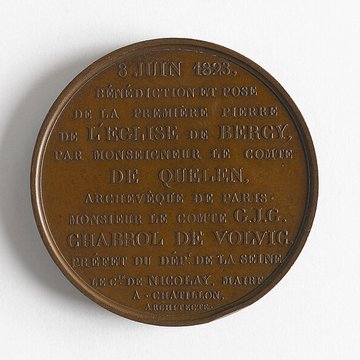 8 JUIN 1823,
BÉNÉDICTION ET POSE
DE LA PREMIÈRE PIERRE
DE L'ÉGLISE DE BERCY,
PAR MONSEIGNEUR LE COMTE
DE QUELEN,
ARCHEVÊQUE DE PARIS.
MONSIEUR LE COMTE G.J.G.
CHABROL DE VOLVIC.
PRÉFET DU DÉPT. DE LA SEINE
LE CTE. DE NICOLAY, MAIRE
A. CHATILLON,
ARCHITECTE.